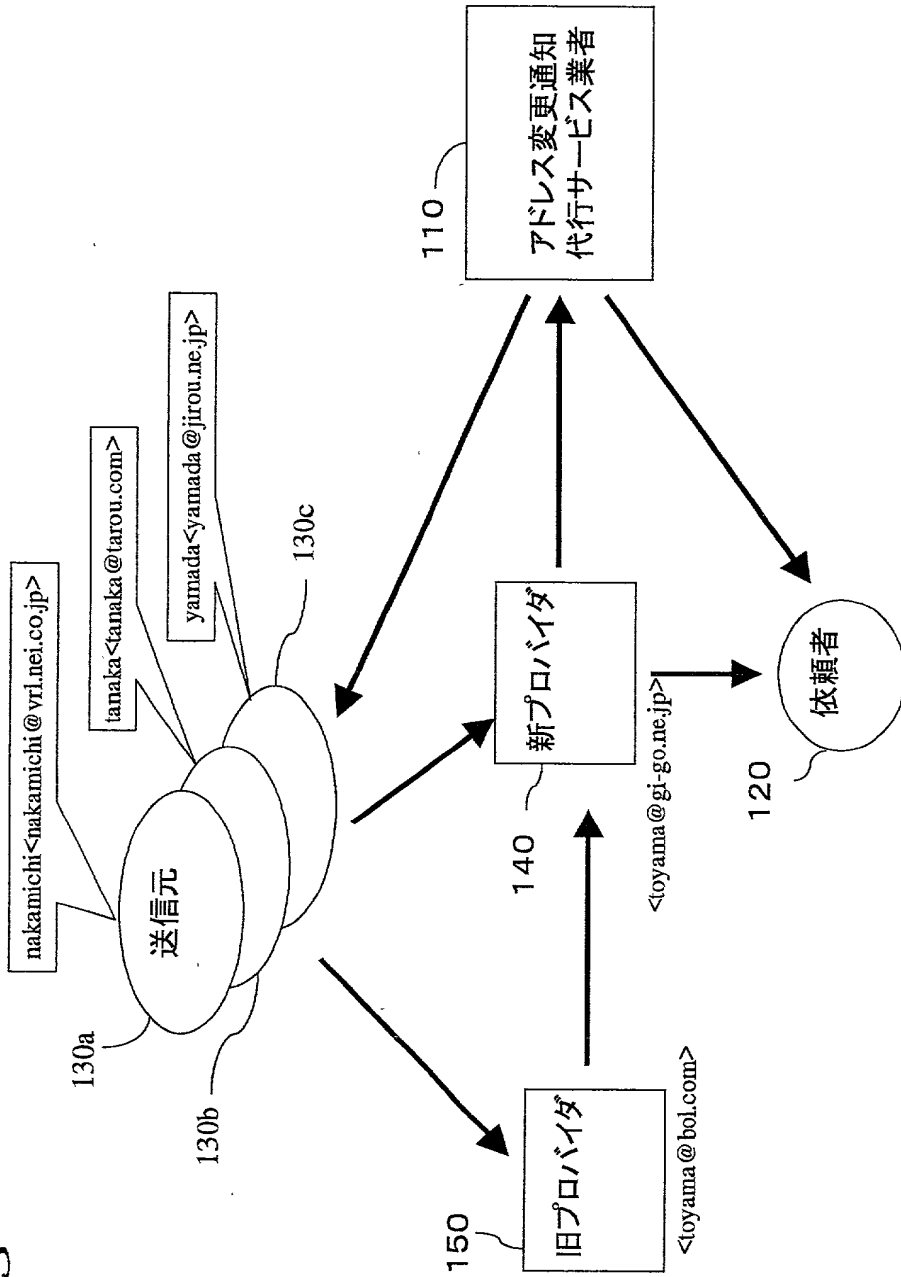 nakamichi<nakamichi@vrl.nei.co.jp>
tanaka<tanaka@tarou.com>
yamada<yamada@jirou.ne.jp>
130a
送信元
130b
130c
110
アドレス変更通知
代行サービス業者
150
旧プロバイダ
<toyama@bol.com>
140
新プロバイダ
<toyama@gi-go.ne.jp>
120
依頼者